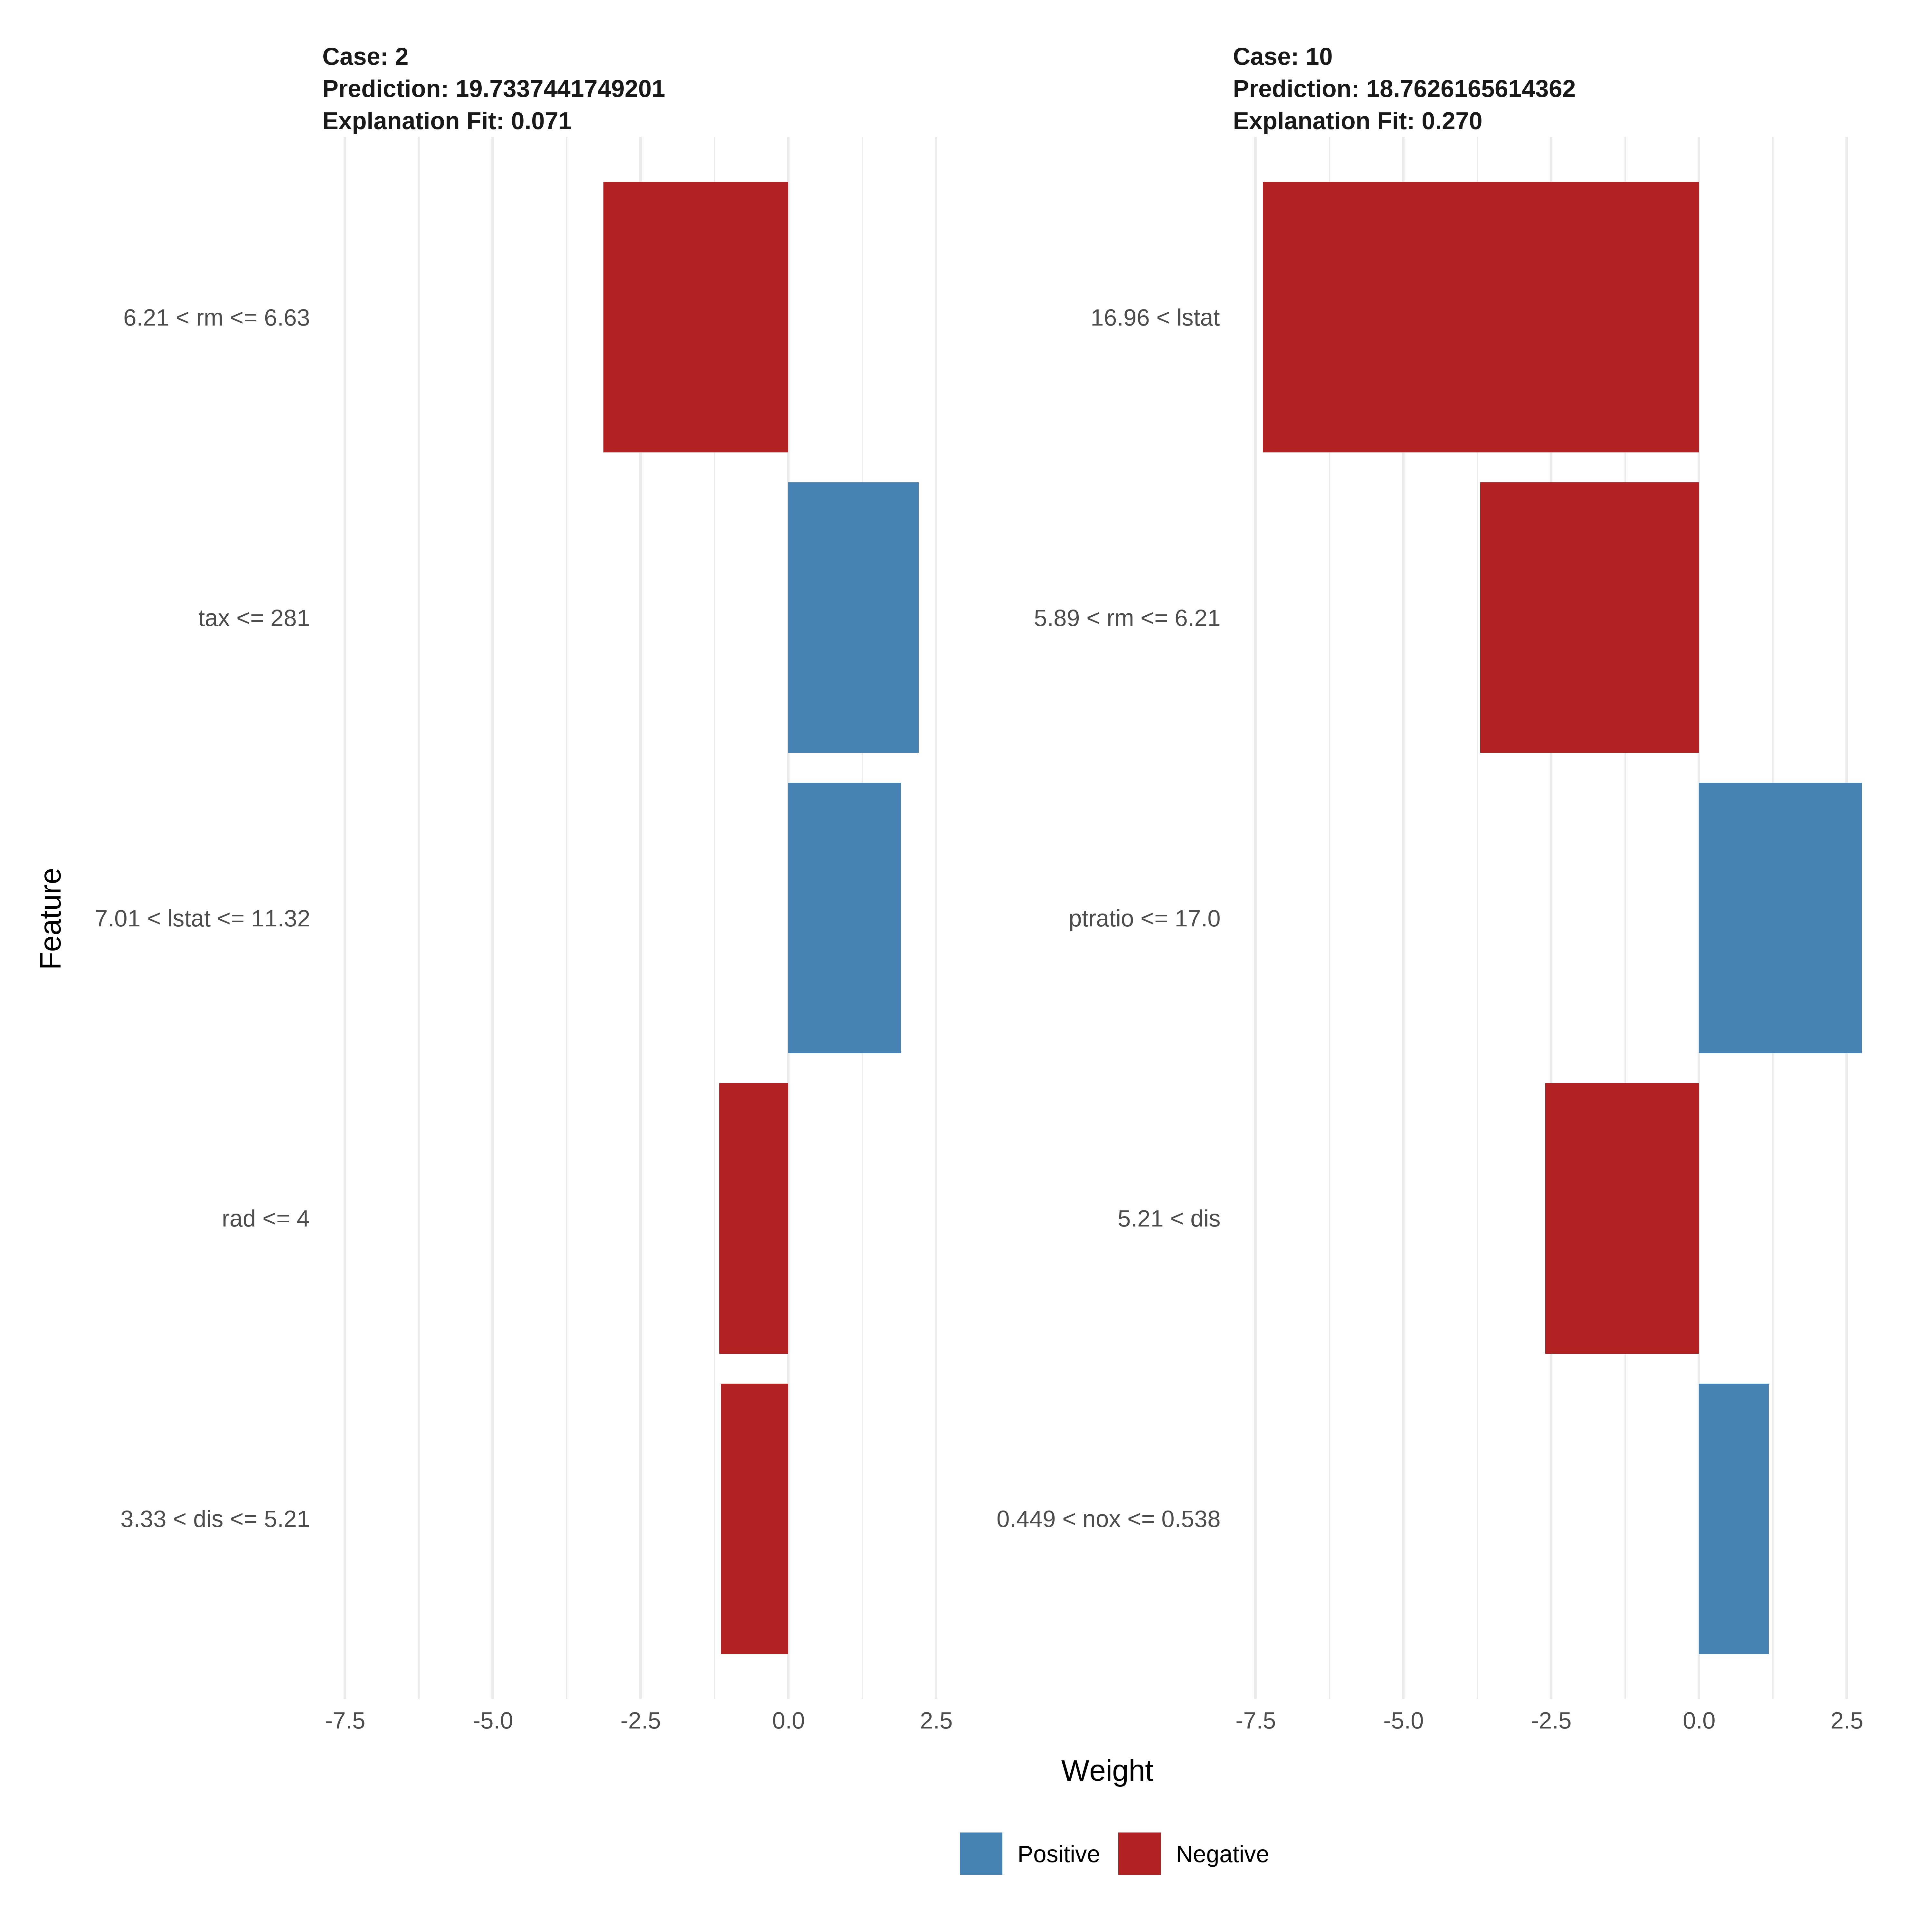 Case: 2
Prediction: 19.7337441749201
Explanation Fit: 0.071
Case: 10
Prediction: 18.7626165614362
Explanation Fit: 0.270
Feature
6.21 < rm <= 6.63
tax <= 281
7.01 < lstat <= 11.32
rad <= 4
3.33 < dis <= 5.21
16.96 < lstat
5.89 < rm <= 6.21
ptratio <= 17.0
5.21 < dis
0.449 < nox <= 0.538
-7.5 -5.0 -2.5 0.0 2.5
-7.5 -5.0 -2.5 0.0 2.5
Weight
Positive Negative